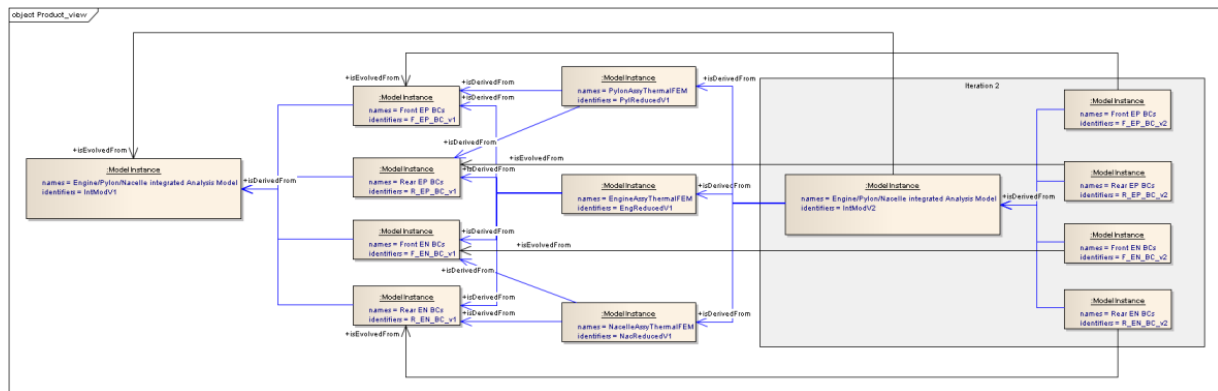 object Product_view
+isEvolvedFrom
:ModelInstance
names = Engine/Pylon/Nacelle integrated Analysis Model
identifiers = IntModV1
+isDerivedFrom
+isEvolvedFrom
:ModelInstance
names = Front EP BCs
identifiers = F_EP_BC_v1
+isDerivedFrom
+isDerivedFrom
:ModelInstance
names = Rear EP BCs
identifiers = R_EP_BC_v1
+isDerivedFrom
+isDerivedFrom
+isEvolvedFrom
:ModelInstance
names = Front EN BCs
identifiers = F_EN_BC_v1
+isDerivedFrom
+isDerivedFrom
+isEvolvedFrom
:ModelInstance
names = Rear EN BCs
identifiers = R_EN_BC_v1
+isDerivedFrom
+isDerivedFrom
+isEvolvedFrom
:ModelInstance
names = PylonAssyThermalFEM
identifiers = PylReducedV1
+isDerivedFrom
:ModelInstance
names = EngineAssyThermalFEM
identifiers = EngReducedV1
+isDerivedFrom
:ModelInstance
names = NacelleAssyThermalFEM
identifiers = NacReducedV1
+isDerivedFrom
Iteration 2
:ModelInstance
names = Engine/Pylon/Nacelle integrated Analysis Model
identifiers = IntModV2
+isDerivedFrom
:ModelInstance
names = Front EP BCs
identifiers = F_EP_BC_v2
:ModelInstance
names = Rear EP BCs
identifiers = R_EP_BC_v2
:ModelInstance
names = Front EN BCs
identifiers = F_EN_BC_v2
:ModelInstance
names = Rear EN BCs
identifiers = R_EN_BC_v2